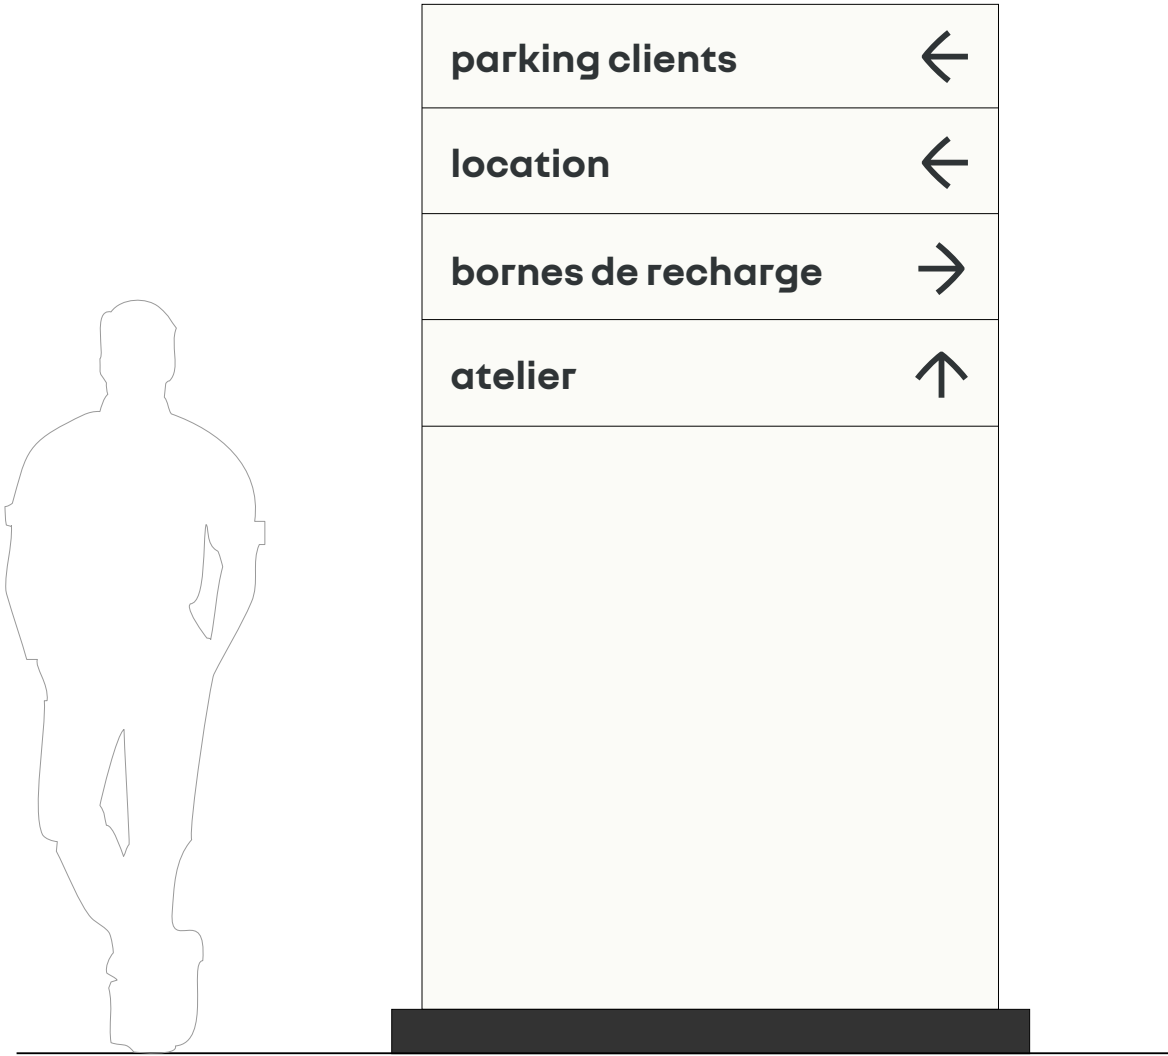 parking clients
location
bornes de recharge
atelier